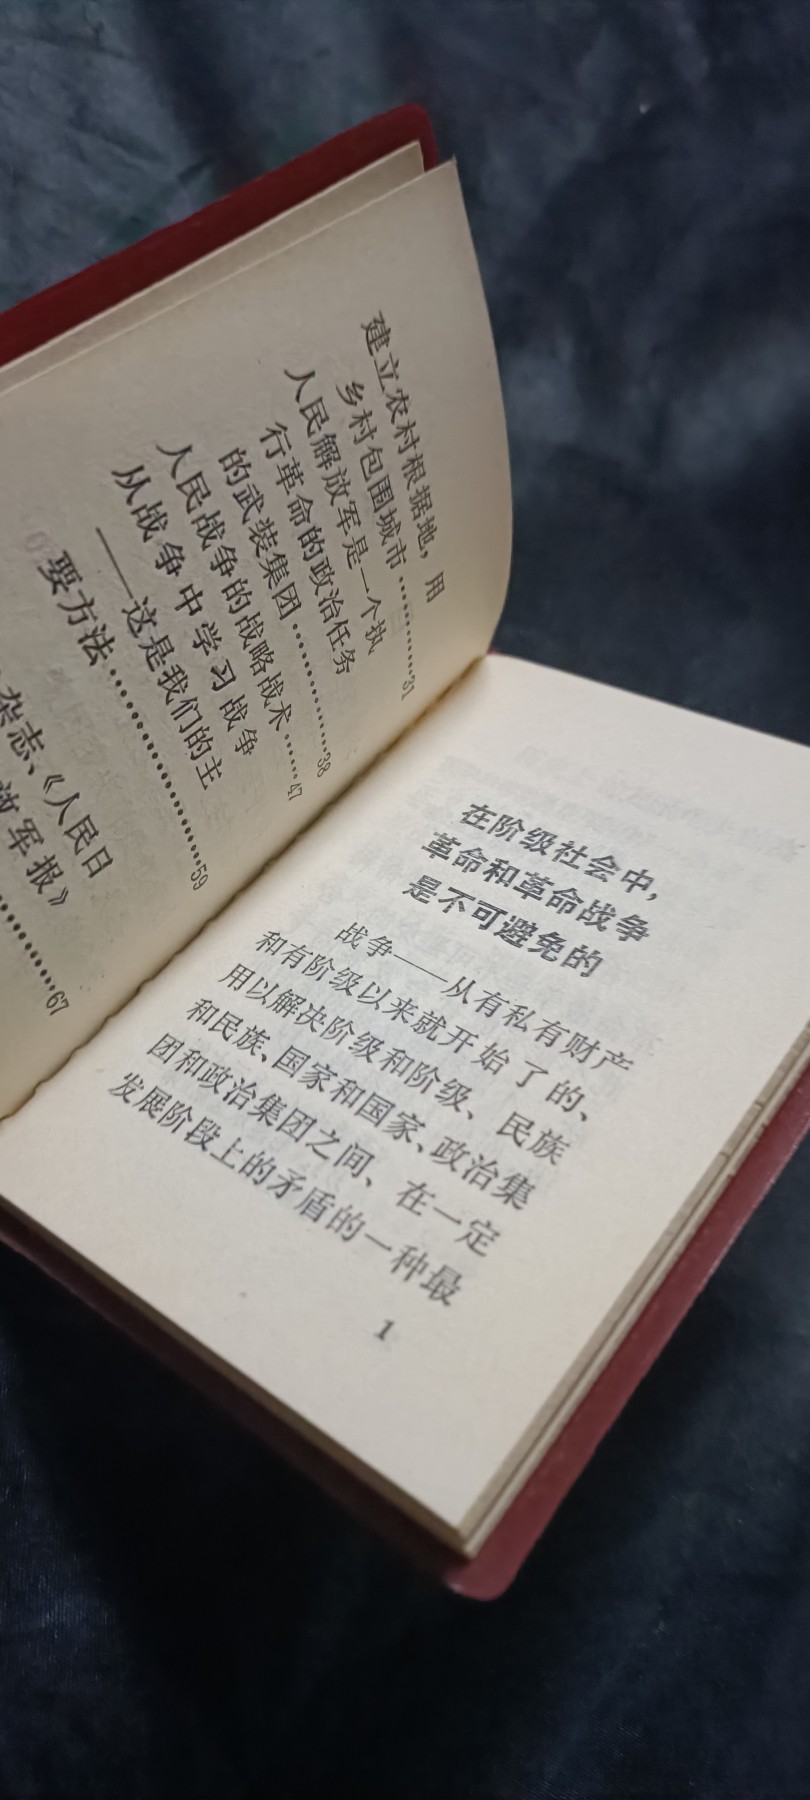 建立农村根据地，用
乡村包围城市…………31
人民解放军是一个执
行革命的政治任务
的武装集团…………38
人民战争的战略战术……47
从战争中学习战争
——这是我们的主
要方法…………59
杂志、《人民日
放军报》
…………67
在阶级社会中，
革命和革命战争
是不可避免的
战争——从有私有财产
和有阶级以来就开始了的、
用以解决阶级和阶级、民族
和民族、国家和国家、政治集
团和政治集团之间、在一定
发展阶段上的矛盾的一种最
1